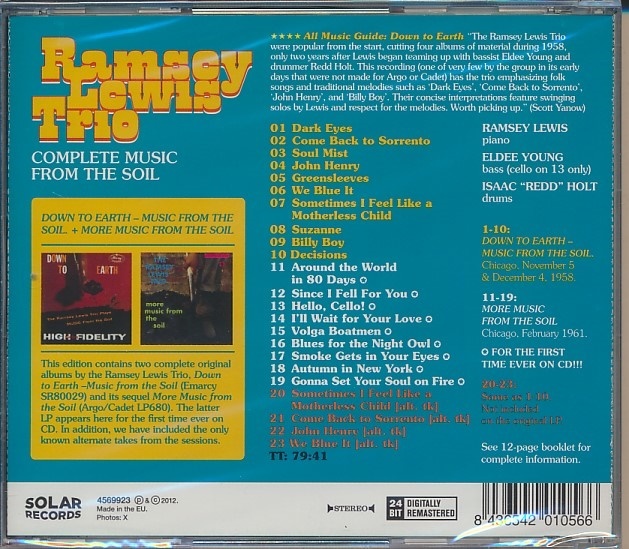 Ramsey
Lewis
Trio
COMPLETE MUSIC
FROM THE SOIL
DOWN TO EARTH – MUSIC FROM THE
SOIL. + MORE MUSIC FROM THE SOIL
DOWN
TO EARTH
The Ramsey Lewis Trio Plays
Music From the Soil
HIGH FIDELITY
THE RAMSEY
LEWIS TRIO
more
music from
the
soil
This edition contains two complete original
albums by the Ramsey Lewis Trio, Down
to Earth –Music from the Soil (Emarcy
SR80029) and its sequel More Music from
the Soil (Argo/Cadet LP680). The latter
LP appears here for the first time ever on
CD. In addition, we have included the only
known alternate takes from the sessions.
★★★★ All Music Guide: Down to Earth "The Ramsey Lewis Trio
were popular from the start, cutting four albums of material during 1958,
only two years after Lewis began teaming up with bassist Eldee Young and
drummer Redd Holt. This recording (one of very few by the group in its early
days that were not made for Argo or Cadet) has the trio emphasizing folk
songs and traditional melodies such as 'Dark Eyes', 'Come Back to Sorrento',
'John Henry', and 'Billy Boy'. Their concise interpretations feature swinging
solos by Lewis and respect for the melodies. Worth picking up." (Scott Yanow)
01 Dark Eyes
02 Come Back to Sorrento
03 Soul Mist
04 John Henry
05 Greensleeves
06 We Blue It
07 Sometimes I Feel Like a
Motherless Child
08 Suzanne
09 Billy Boy
10 Decisions
11 Around the World
in 80 Days ✪
12 Since I Fell For You ✪
13 Hello, Cello! ✪
14 I'll Wait for Your Love ✪
15 Volga Boatmen ✪
16 Blues for the Night Owl ✪
17 Smoke Gets in Your Eyes ✪
18 Autumn in New York ✪
19 Gonna Set Your Soul on Fire ✪
20 Sometimes I Feel Like a
Motherless Child [alt. tk]
21 Come Back to Sorrento [alt. tk]
22 John Henry [alt. tk]
23 We Blue It [alt. tk]
TT: 79:41
RAMSEY LEWIS
piano
ELDEE YOUNG
bass (cello on 13 only)
ISAAC "REDD" HOLT
drums
1-10:
DOWN TO EARTH –
MUSIC FROM THE SOIL.
Chicago, November 5
& December 4, 1958.
11-19:
MORE MUSIC
FROM THE SOIL
Chicago, February 1961.
✪ FOR THE FIRST
TIME EVER ON CD!!!
20-23:
Same as 1-10.
Not included
on the original LP.
See 12-page booklet for
complete information.
SOLAR
RECORDS
4569923 ℗ & © 2012.
Made in the EU.
Photos: X
STEREO
24
BIT
DIGITALLY
REMASTERED
8 436542 010566